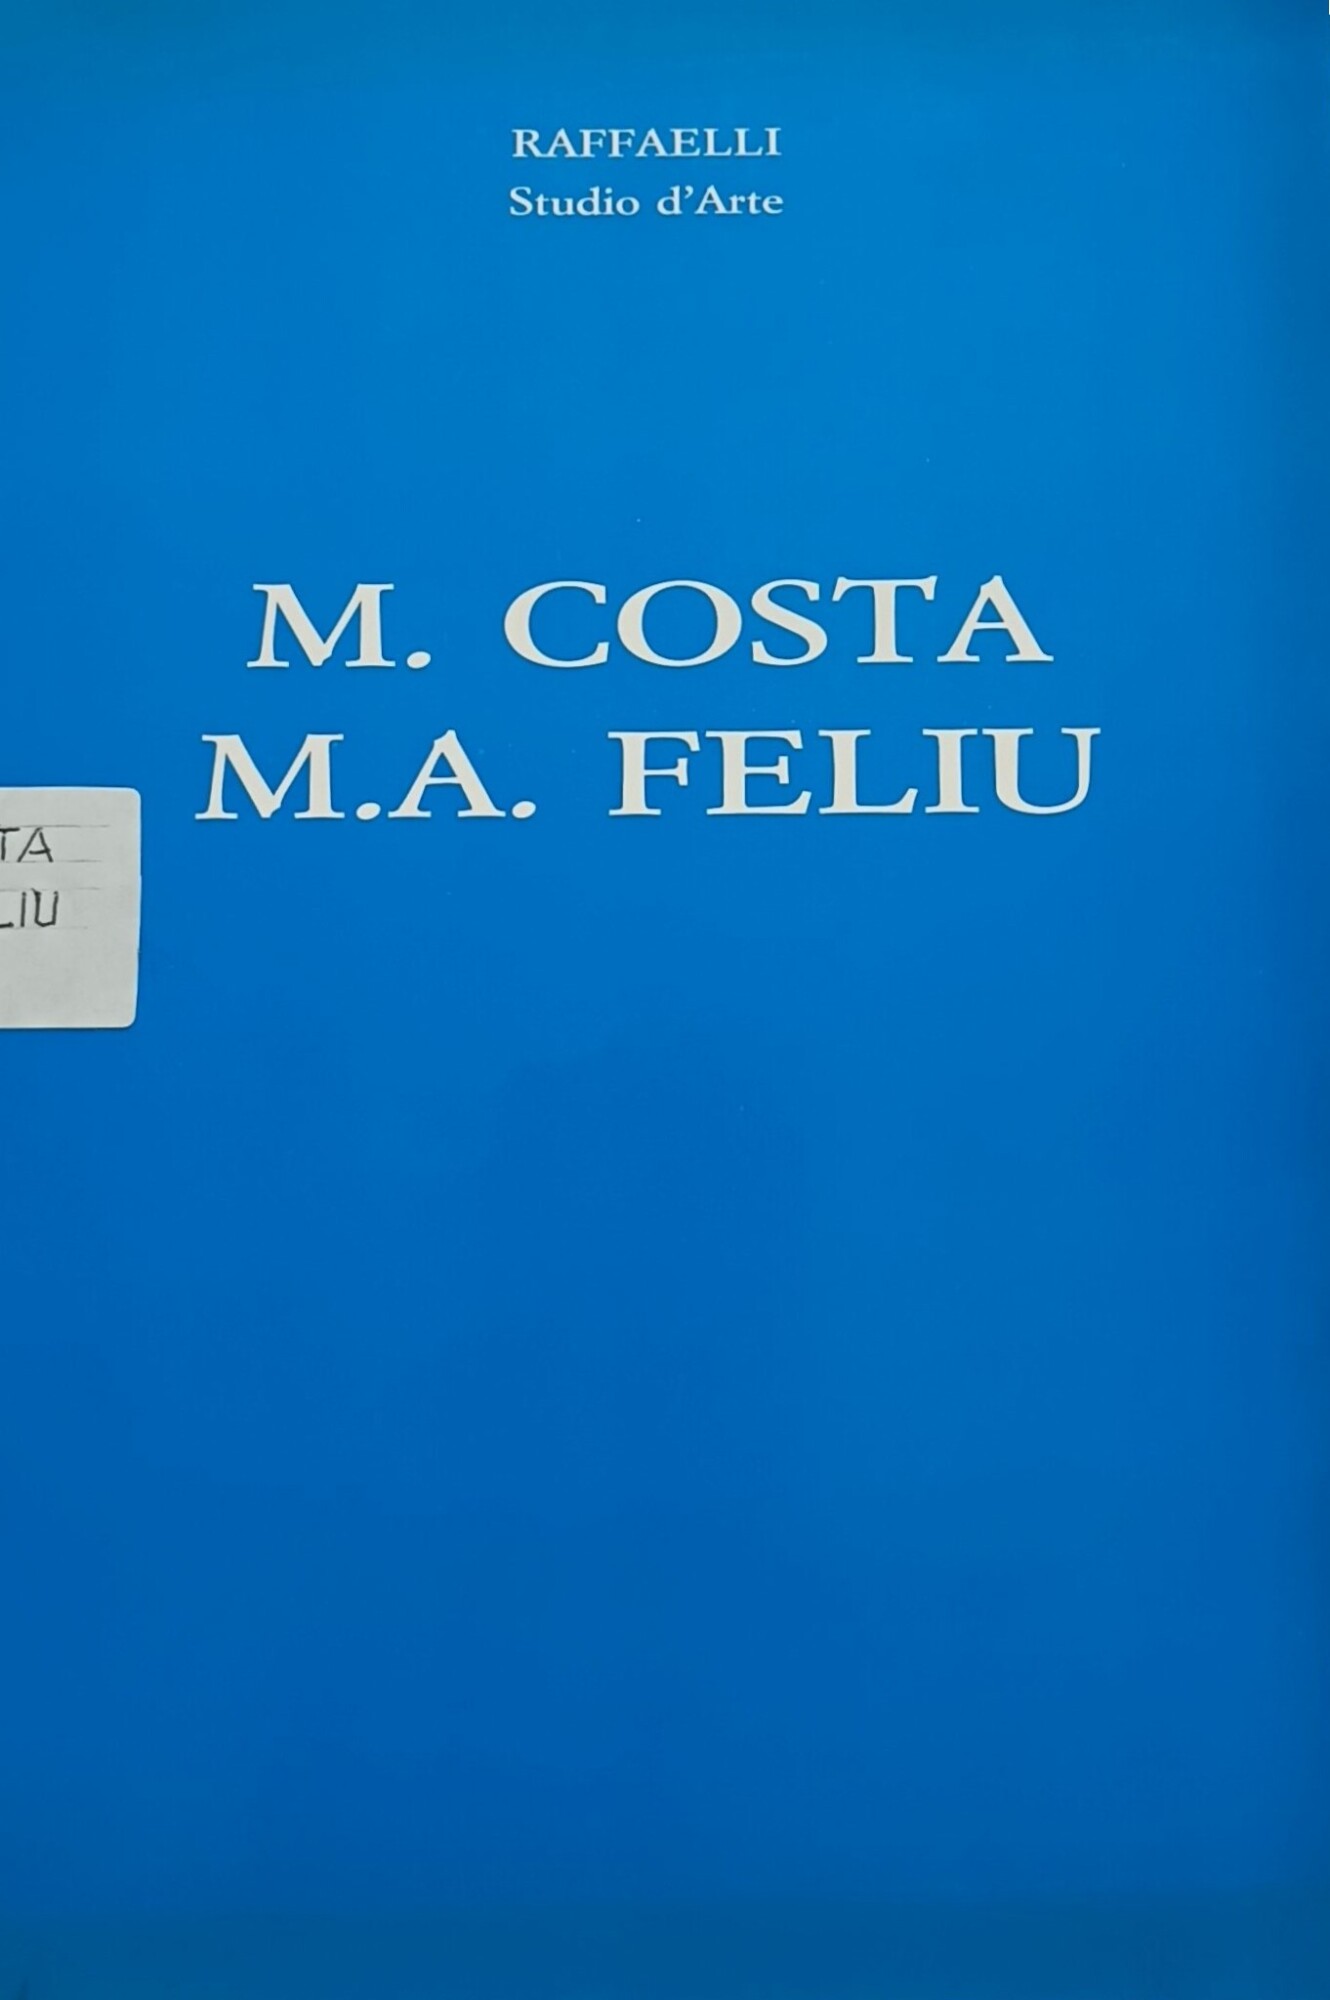 RAFFAELLI
Studio d'Arte
M. COSTA
M.A. FELIU
TA
LIU